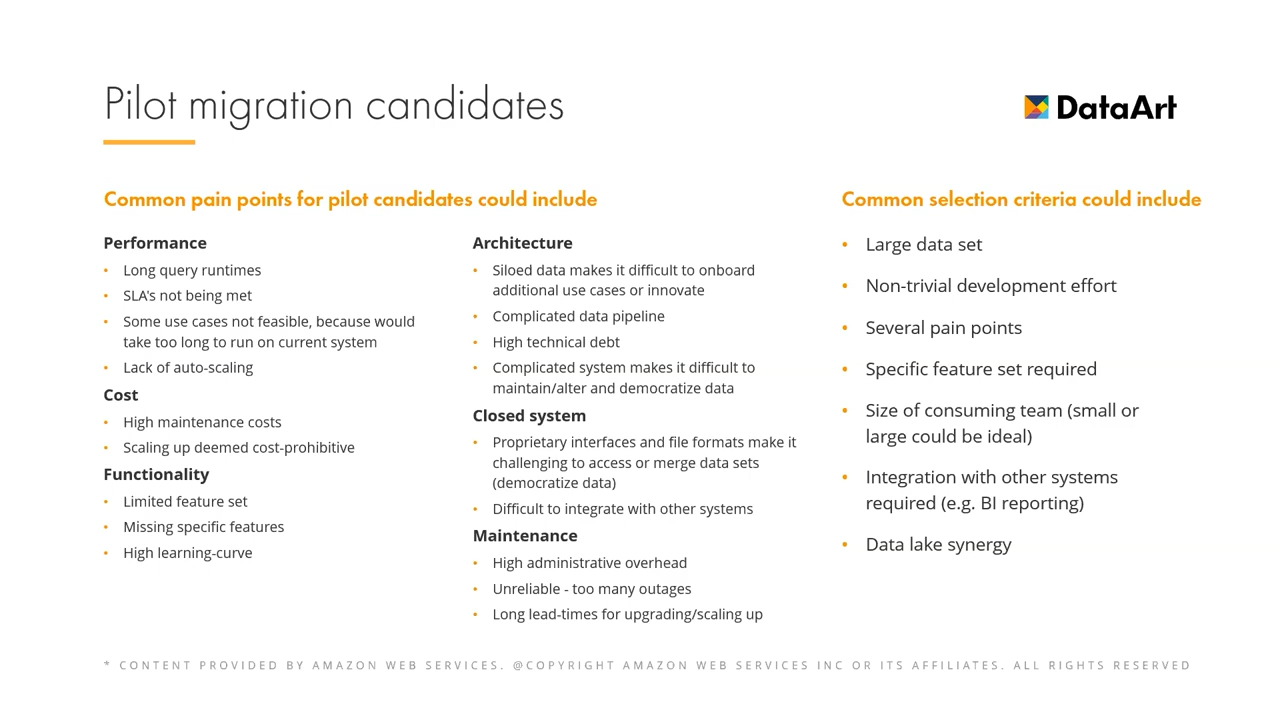 Pilot migration candidates
DataArt
Common pain points for pilot candidates could include
Performance
• Long query runtimes
• SLA's not being met
• Some use cases not feasible, because would
take too long to run on current system
• Lack of auto-scaling
Cost
• High maintenance costs
• Scaling up deemed cost-prohibitive
Functionality
• Limited feature set
• Missing specific features
• High learning-curve
Architecture
• Siloed data makes it difficult to onboard
additional use cases or innovate
• Complicated data pipeline
• High technical debt
• Complicated system makes it difficult to
maintain/alter and democratize data
Closed system
• Proprietary interfaces and file formats make it
challenging to access or merge data sets
(democratize data)
• Difficult to integrate with other systems
Maintenance
• High administrative overhead
• Unreliable - too many outages
• Long lead-times for upgrading/scaling up
Common selection criteria could include
• Large data set
• Non-trivial development effort
• Several pain points
• Specific feature set required
• Size of consuming team (small or
large could be ideal)
• Integration with other systems
required (e.g. BI reporting)
• Data lake synergy
* CONTENT PROVIDED BY AMAZON WEB SERVICES. @COPYRIGHT AMAZON WEB SERVICES INC OR ITS AFFILIATES. ALL RIGHTS RESERVED